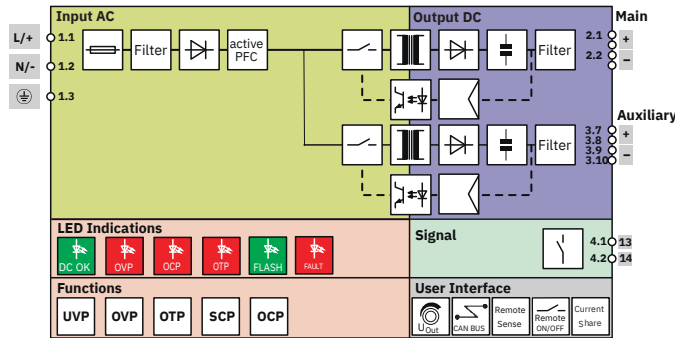 Input AC
Output DC
Main
L/+
1.1
Filter
active
PFC
Filter
2.1
+
N/-
1.2
2.2
–
1.3
Auxiliary
Filter
3.7
+
3.8
3.9
–
3.10
LED Indications
DC OK
OVP
OCP
OTP
FLASH
FAULT
Signal
4.1
13
4.2
14
Functions
UVP
OVP
OTP
SCP
OCP
User Interface
UOut
CAN BUS
Remote
Sense
Remote
ON/OFF
Current
Share